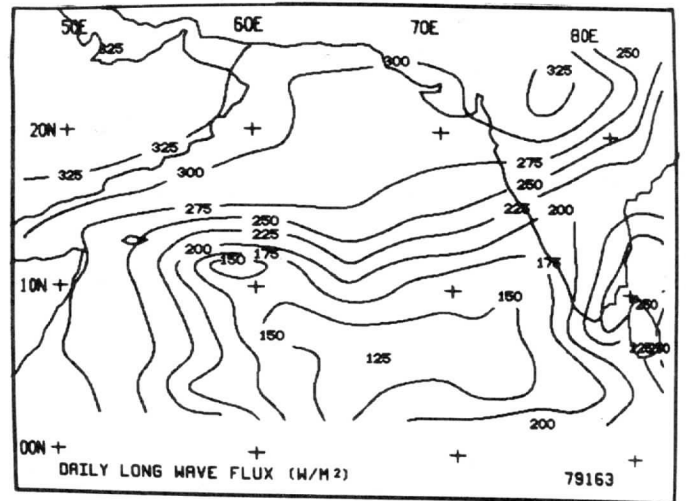 50E 60E 70E 80E
325 250
300 325
20N
325 275
325 300 250
275 250 225 200
225
200 150 175 175
10N 150 250
150
125
200
00N
DAILY LONG WAVE FLUX (W/M²) 79163